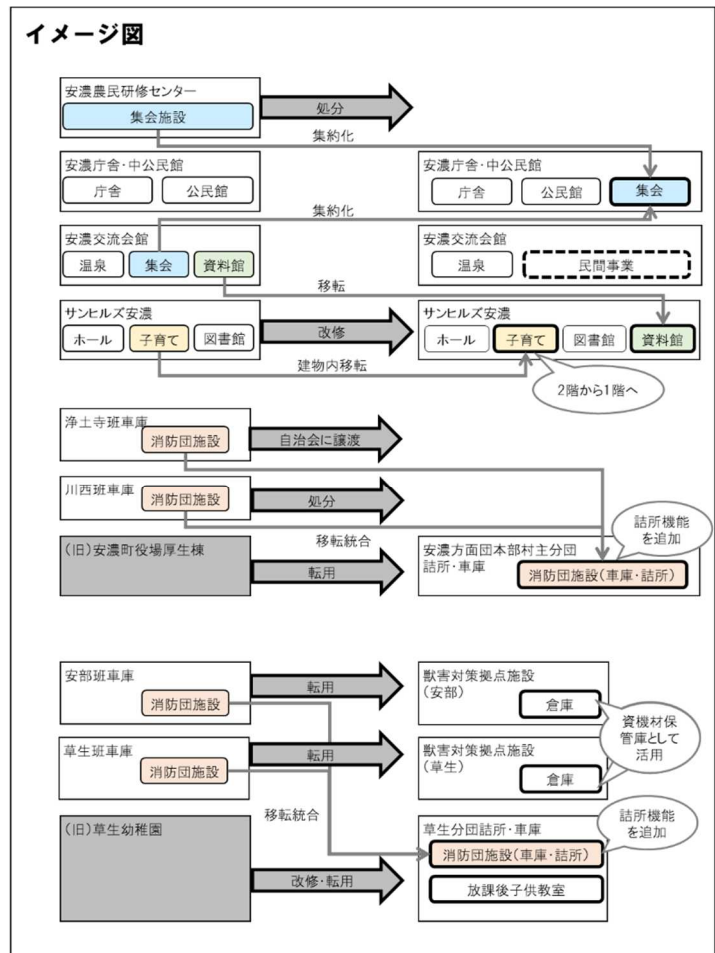 イメージ図
安濃農民研修センター
集会施設
処分
集約化
安濃庁舎・中公民館
庁舎
公民館
安濃庁舎・中公民館
庁舎
公民館
集会
集約化
安濃交流会館
温泉
集会
資料館
安濃交流会館
温泉
民間事業
移転
サンヒルズ安濃
ホール
子育て
図書館
改修
サンヒルズ安濃
ホール
子育て
図書館
資料館
建物内移転
2階から1階へ
浄土寺班車庫
消防団施設
自治会に譲渡
川西班車庫
消防団施設
処分
詰所機能
を追加
移転統合
(旧)安濃町役場厚生棟
転用
安濃方面団本部村主分団
詰所・車庫
消防団施設(車庫・詰所)
安部班車庫
消防団施設
転用
獣害対策拠点施設
(安部)
倉庫
資機材保
管庫として
活用
草生班車庫
消防団施設
転用
獣害対策拠点施設
(草生)
倉庫
移転統合
詰所機能
を追加
(旧)草生幼稚園
改修・転用
草生分団詰所・車庫
消防団施設(車庫・詰所)
放課後子供教室